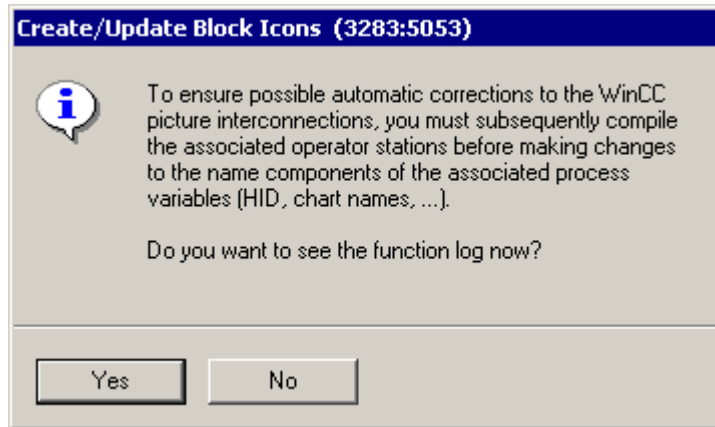 Create/Update Block Icons (3283:5053)
To ensure possible automatic corrections to the WinCC
picture interconnections, you must subsequently compile
the associated operator stations before making changes
to the name components of the associated process
variables (HID, chart names, ...).
Do you want to see the function log now?
Yes No